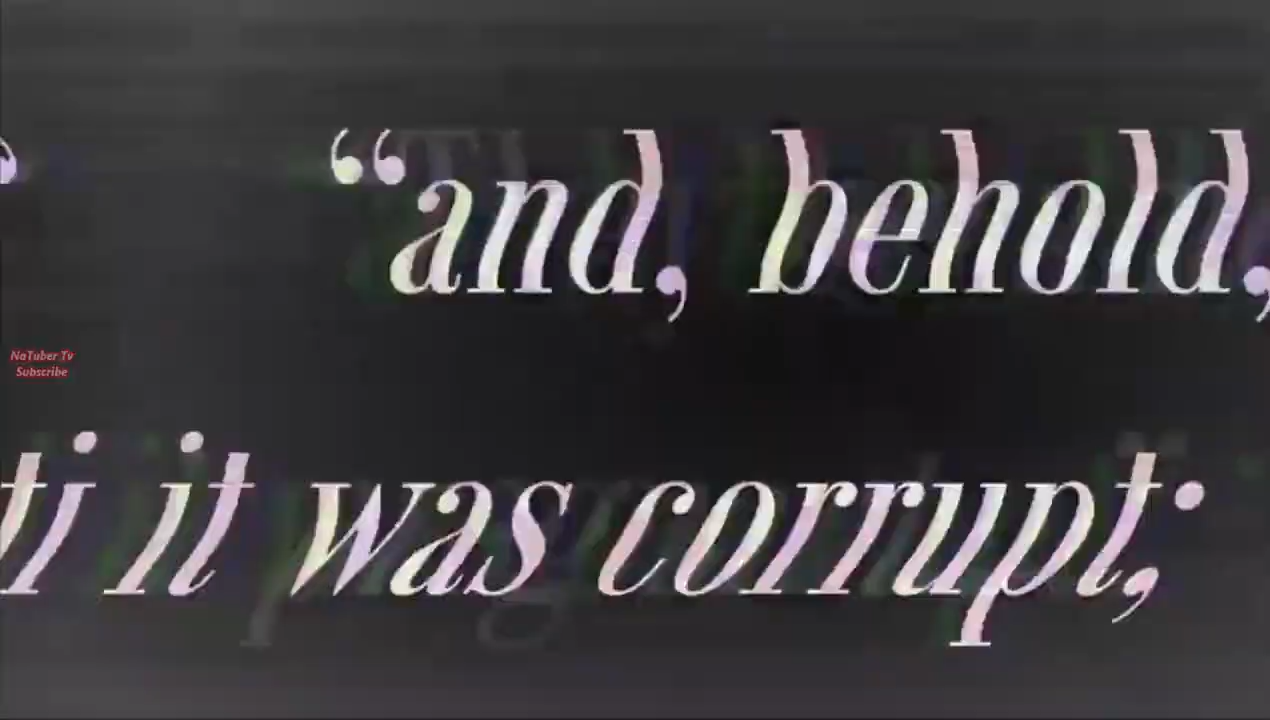 ” “and, behold,
NaTuber Tv
Subscribe
it was corrupt;